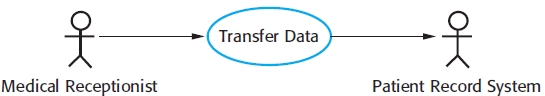 Transfer Data
Medical Receptionist
Patient Record System